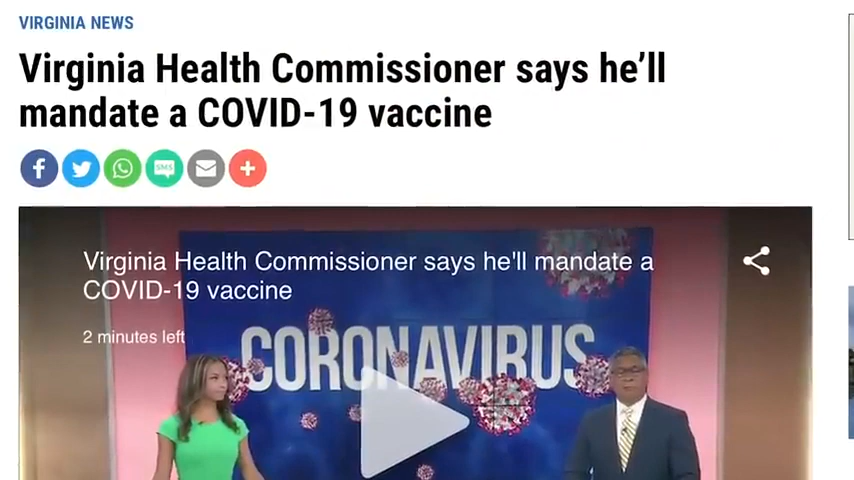 VIRGINIA NEWS
Virginia Health Commissioner says he’ll
mandate a COVID-19 vaccine
SMS
Virginia Health Commissioner says he'll mandate a
COVID-19 vaccine
2 minutes left
CORONAVIRUS